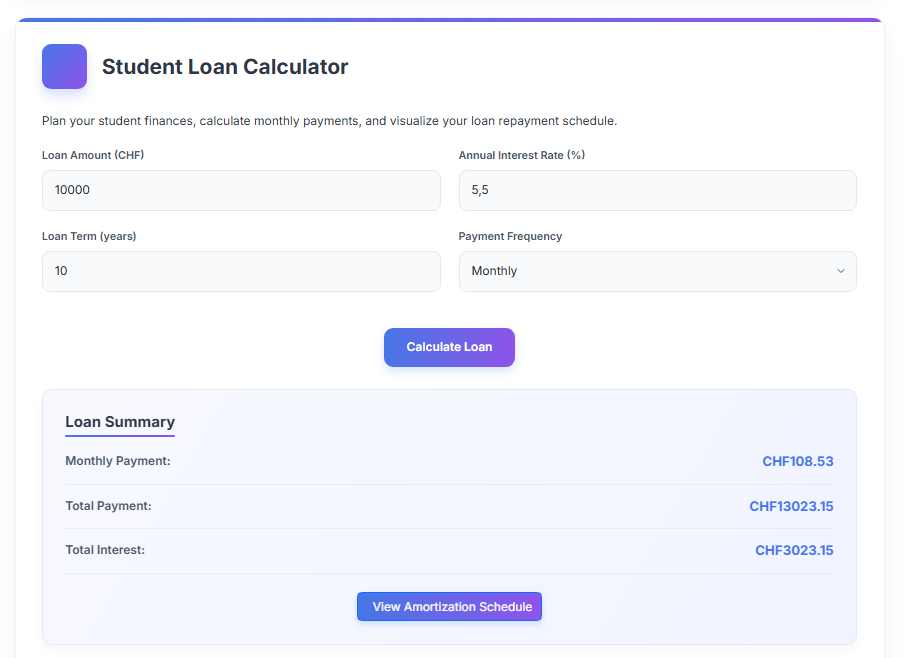 Student Loan Calculator
Plan your student finances, calculate monthly payments, and visualize your loan repayment schedule.
Loan Amount (CHF)
Annual Interest Rate (%)
10000
5,5
Loan Term (years)
Payment Frequency
10
Monthly
Calculate Loan
Loan Summary
Monthly Payment:
CHF108.53
Total Payment:
CHF13023.15
Total Interest:
CHF3023.15
View Amortization Schedule